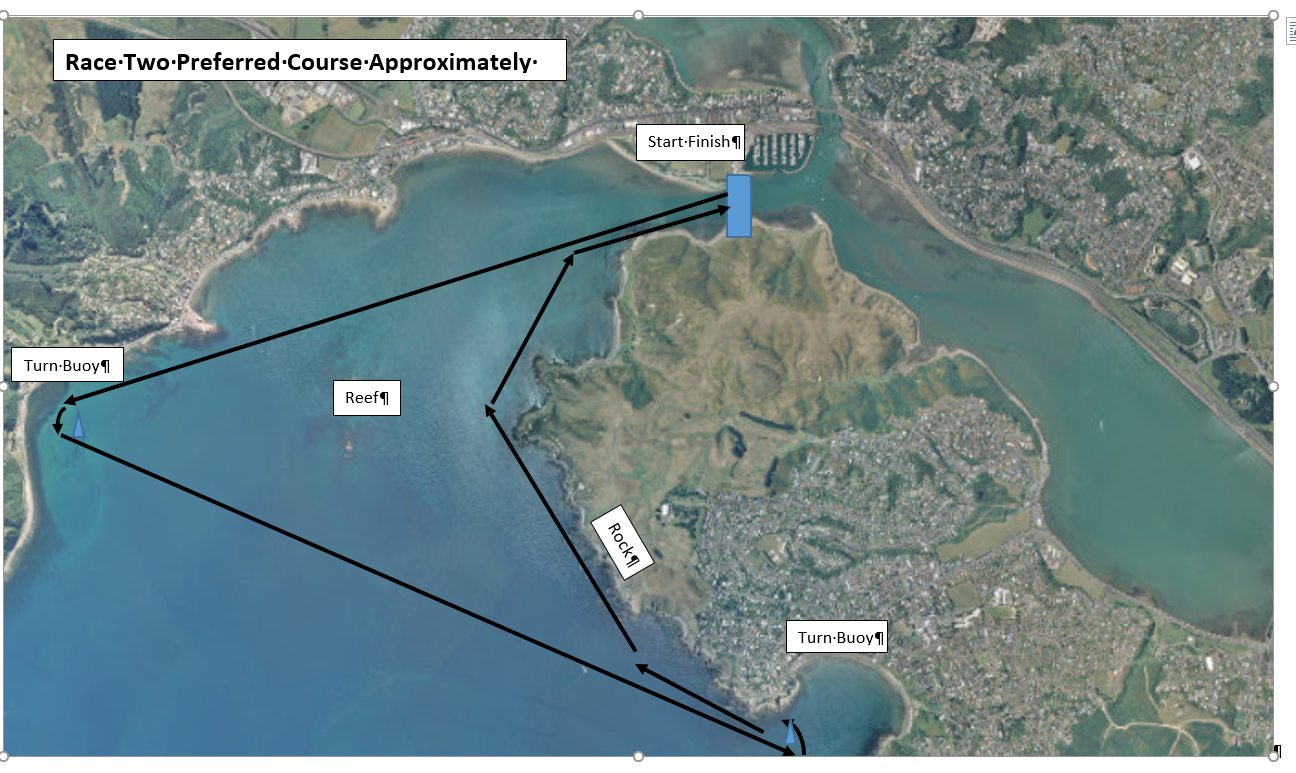 Race·Two·Preferred·Course·Approximately·
Start·Finish¶
Turn·Buoy¶
Reef¶
Rock¶
Turn·Buoy¶
¶